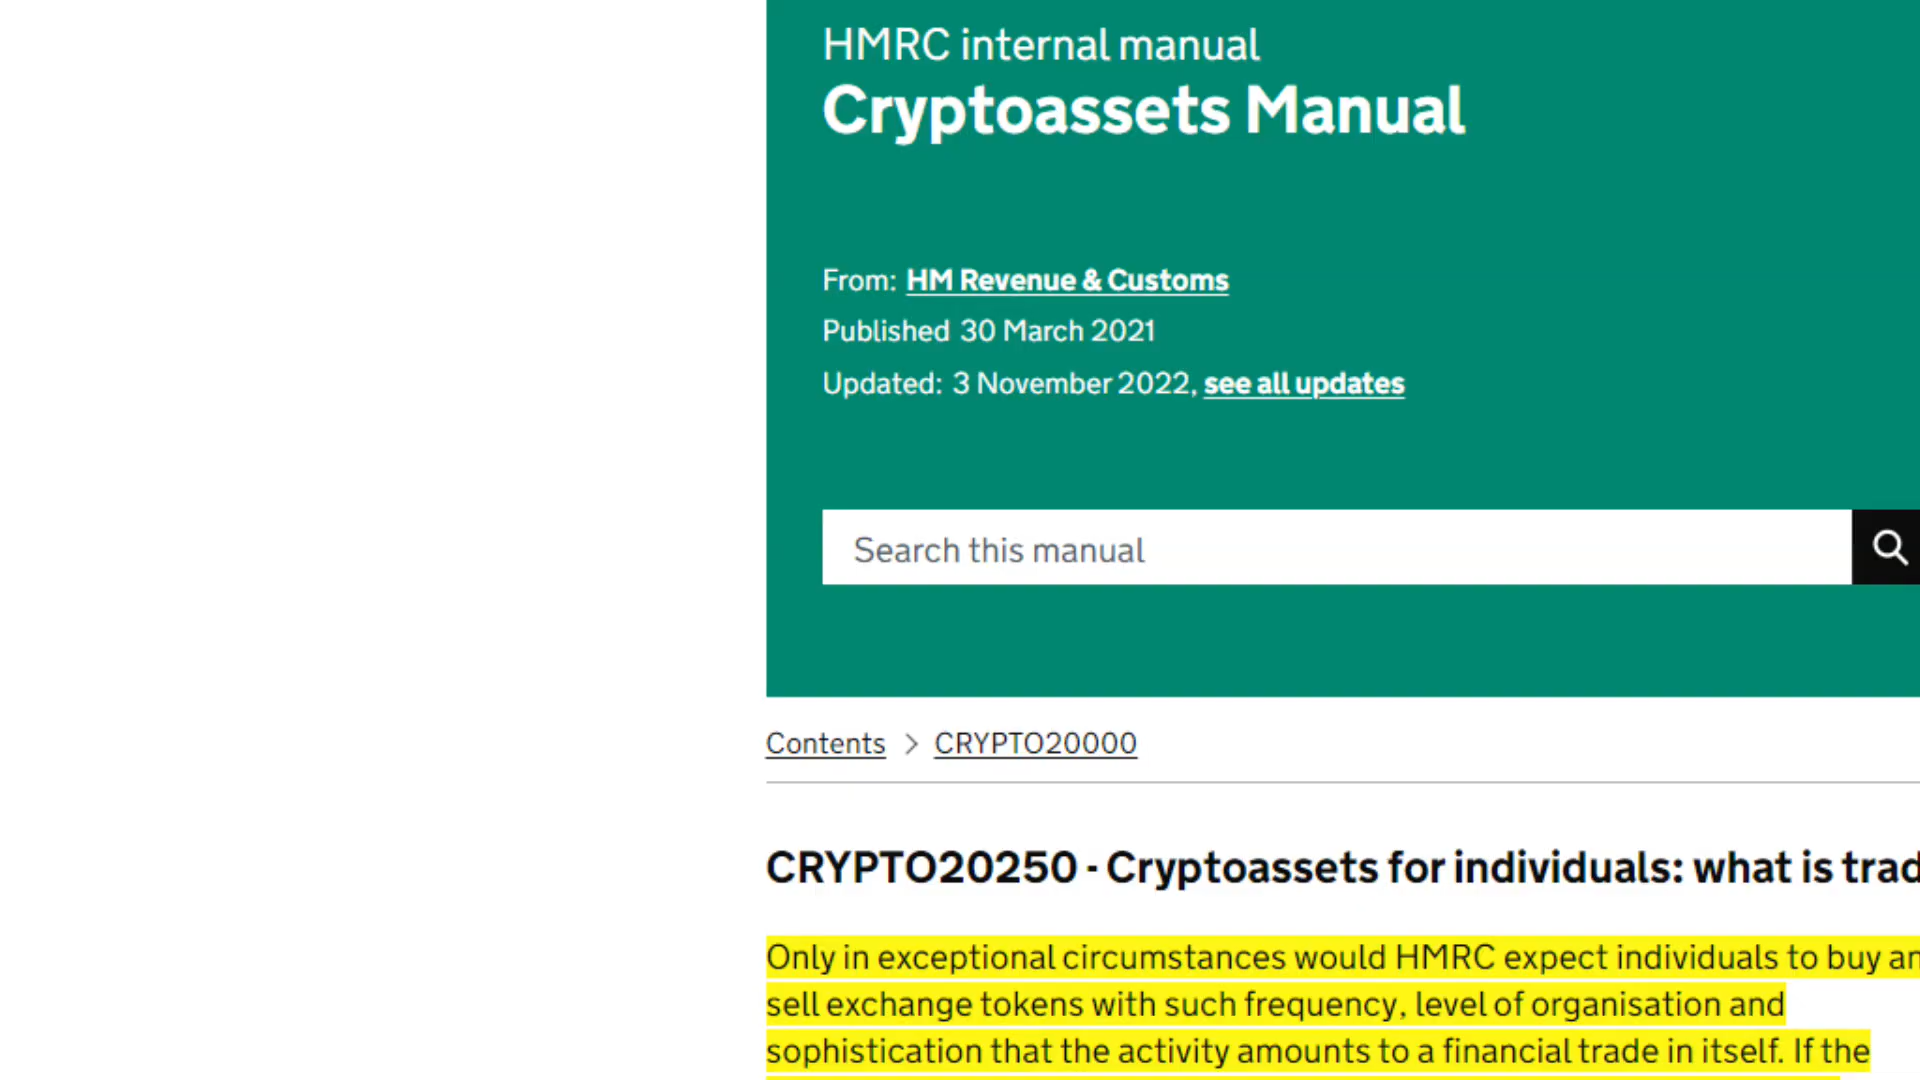 HMRC internal manual
Cryptoassets Manual
From: HM Revenue & Customs
Published 30 March 2021
Updated: 3 November 2022, see all updates
Search this manual
Contents > CRYPTO20000
CRYPTO20250 - Cryptoassets for individuals: what is trad
Only in exceptional circumstances would HMRC expect individuals to buy an
sell exchange tokens with such frequency, level of organisation and
sophistication that the activity amounts to a financial trade in itself. If the